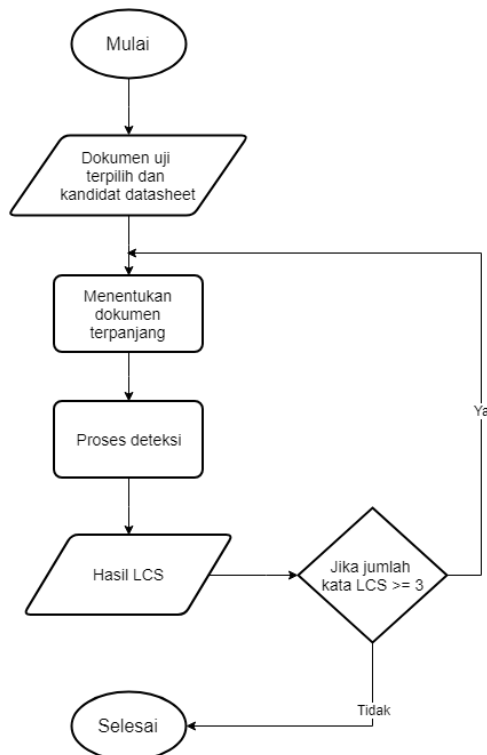 Mulai
Dokumen uji
terpilih dan
kandidat datasheet
Menentukan
dokumen
terpanjang
Proses deteksi
Ya
Hasil LCS
Jika jumlah
kata LCS >= 3
Tidak
Selesai